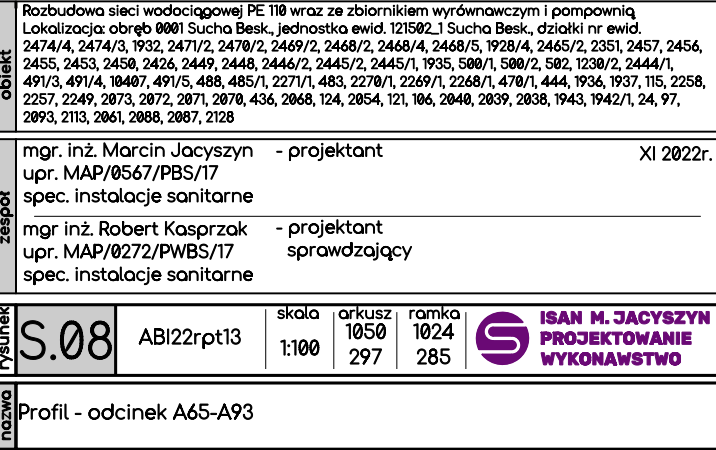 obiekt
Rozbudowa sieci wodociągowej PE 110 wraz ze zbiornikiem wyrównawczym i pompownią
Lokalizacja: obręb 0001 Sucha Besk., jednostka ewid. 121502_1 Sucha Besk., działki nr ewid.
2474/4, 2474/3, 1932, 2471/2, 2470/2, 2469/2, 2468/2, 2468/4, 2468/5, 1928/4, 2465/2, 2351, 2457, 2456,
2455, 2453, 2450, 2426, 2449, 2448, 2446/2, 2445/2, 2445/1, 1935, 500/1, 500/2, 502, 1230/2, 2444/1,
491/3, 491/4, 10407, 491/5, 488, 485/1, 2271/1, 483, 2270/1, 2269/1, 2268/1, 470/1, 444, 1936, 1937, 115, 2258,
2257, 2249, 2073, 2072, 2071, 2070, 436, 2068, 124, 2054, 121, 106, 2040, 2039, 2038, 1943, 1942/1, 24, 97,
2093, 2113, 2061, 2088, 2087, 2128
zespół
mgr. inż. Marcin Jacyszyn - projektant XI 2022r.
upr. MAP/0567/PBS/17
spec. instalacje sanitarne
mgr inż. Robert Kasprzak - projektant
upr. MAP/0272/PWBS/17 sprawdzający
spec. instalacje sanitarne
rysunek
S.08
ABI22rpt13
skala
1:100
arkusz
1050
297
ramka
1024
285
ISAN M. JACYSZYN
PROJEKTOWANIE
WYKONAWSTWO
nazwa
Profil - odcinek A65-A93